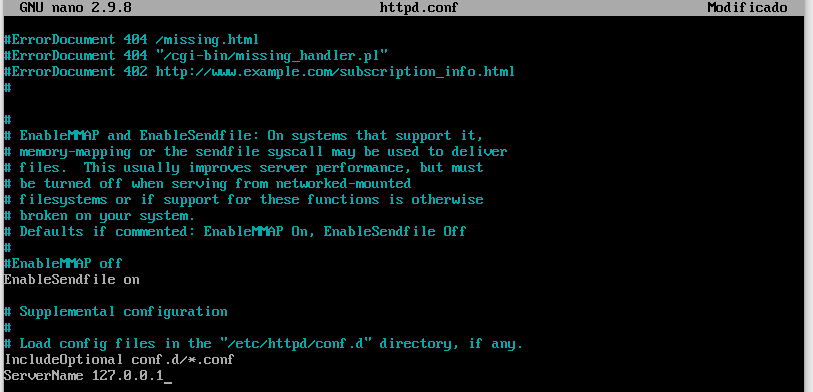 GNU nano 2.9.8 httpd.conf Modificado
#ErrorDocument 404 /missing.html
#ErrorDocument 404 "/cgi-bin/missing_handler.pl"
#ErrorDocument 402 http://www.example.com/subscription_info.html
#
#
# EnableMMAP and EnableSendfile: On systems that support it,
# memory-mapping or the sendfile syscall may be used to deliver
# files.  This usually improves server performance, but must
# be turned off when serving from networked-mounted
# filesystems or if support for these functions is otherwise
# broken on your system.
# Defaults if commented: EnableMMAP On, EnableSendfile Off
#
#EnableMMAP off
EnableSendfile on
# Supplemental configuration
#
# Load config files in the "/etc/httpd/conf.d" directory, if any.
IncludeOptional conf.d/*.conf
ServerName 127.0.0.1_